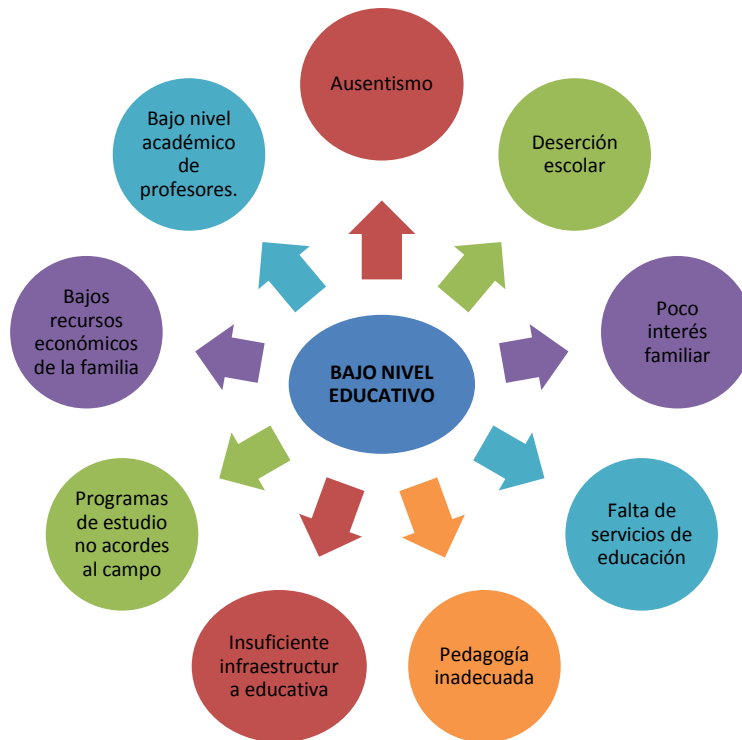 Ausentismo
Deserción
escolar
Poco
interés
familiar
Falta de
servicios de
educación
Pedagogía
inadecuada
Insuficiente
infraestructur
a educativa
Programas
de estudio
no acordes
al campo
Bajos
recursos
económicos
de la familia
Bajo nivel
académico
de
profesores.
BAJO NIVEL
EDUCATIVO